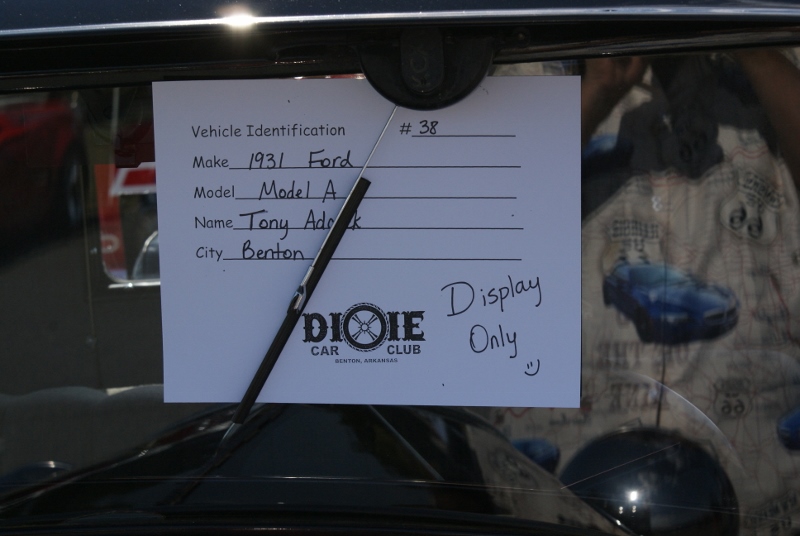 Vehicle Identification # 38
Make 1931 Ford
Model Model A
Name Tony
City Benton
DIXIE
CAR CLUB
BENTON, ARKANSAS
Display
Only
66